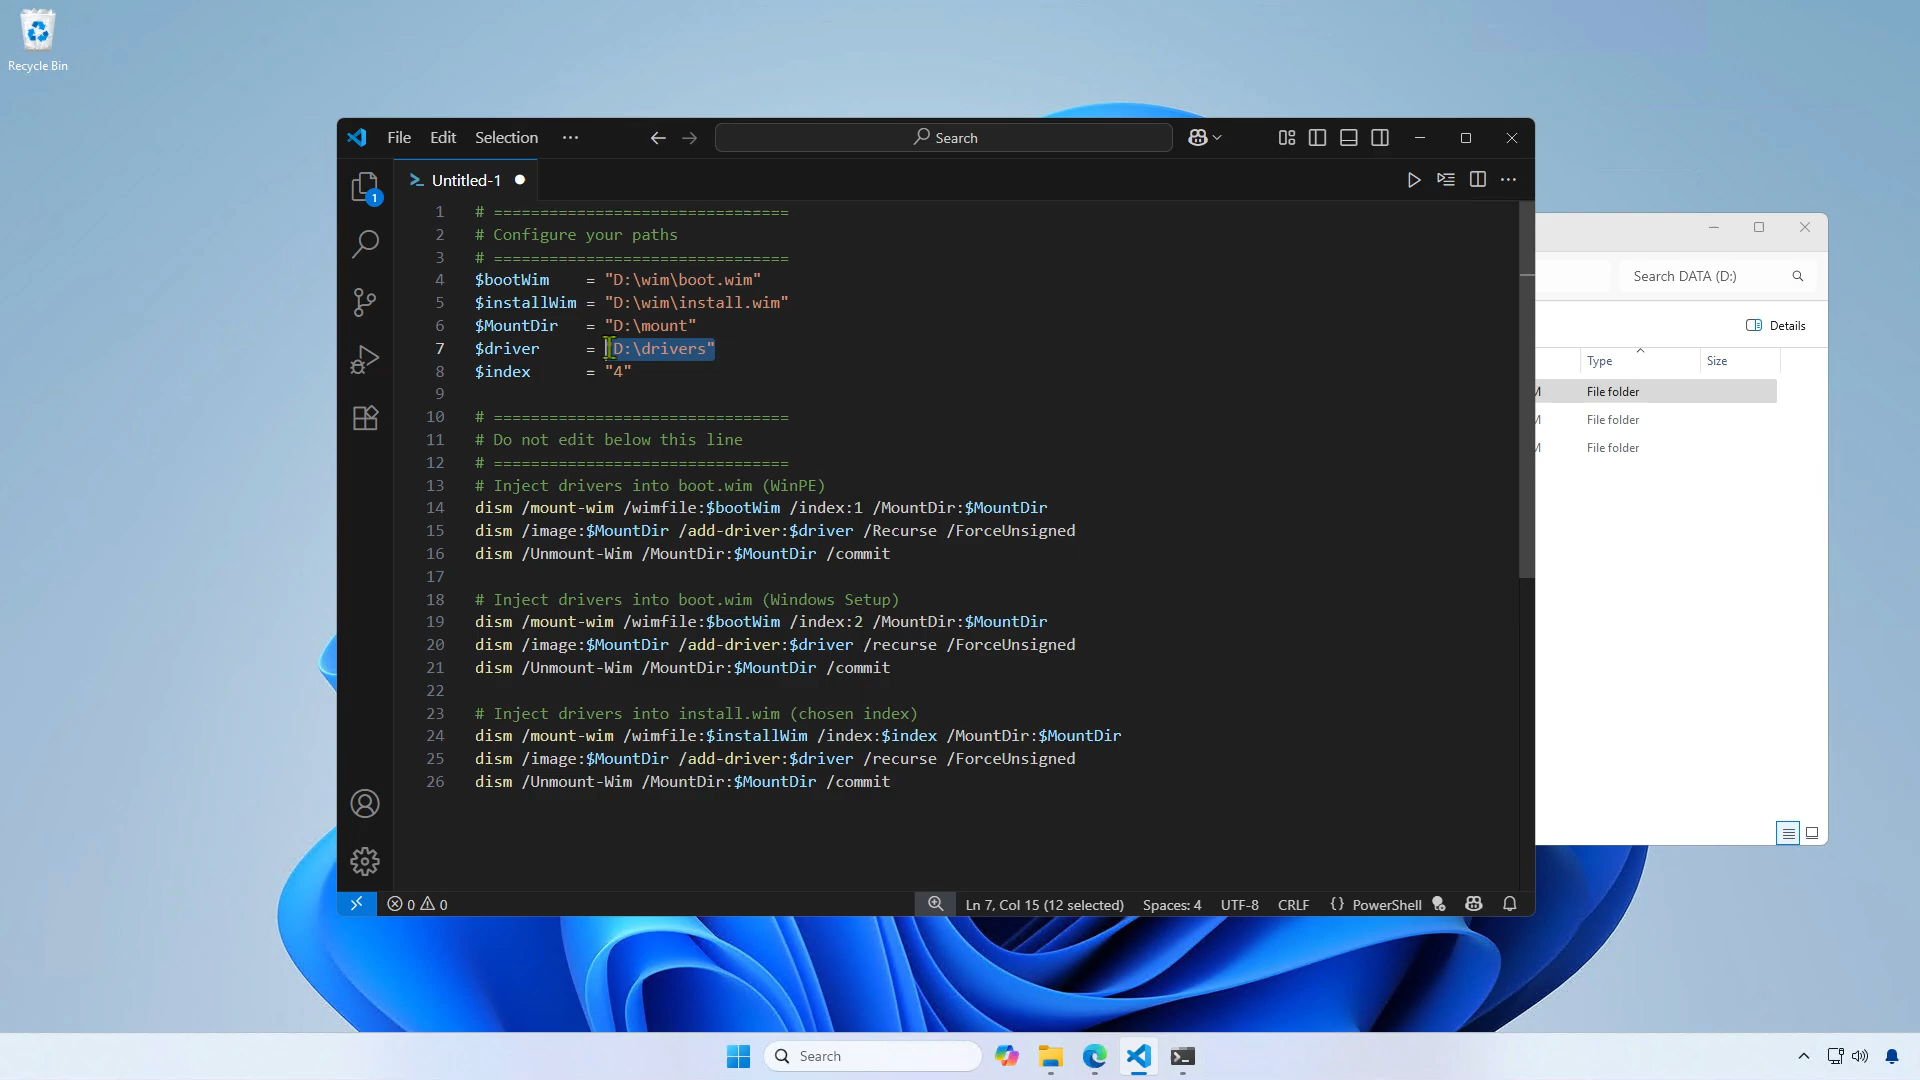 Recycle Bin
File Edit Selection ···
Search
Untitled-1
1
1 # ================================
2 # Configure your paths
3 # ================================
4 $bootWim    = "D:\wim\boot.wim"
5 $installWim = "D:\wim\install.wim"
6 $MountDir   = "D:\mount"
7 $driver     = "D:\drivers"
8 $index      = "4"
9
10 # ================================
11 # Do not edit below this line
12 # ================================
13 # Inject drivers into boot.wim (WinPE)
14 dism /mount-wim /wimfile:$bootWim /index:1 /MountDir:$MountDir
15 dism /image:$MountDir /add-driver:$driver /Recurse /ForceUnsigned
16 dism /Unmount-Wim /MountDir:$MountDir /commit
17
18 # Inject drivers into boot.wim (Windows Setup)
19 dism /mount-wim /wimfile:$bootWim /index:2 /MountDir:$MountDir
20 dism /image:$MountDir /add-driver:$driver /recurse /ForceUnsigned
21 dism /Unmount-Wim /MountDir:$MountDir /commit
22
23 # Inject drivers into install.wim (chosen index)
24 dism /mount-wim /wimfile:$installWim /index:$index /MountDir:$MountDir
25 dism /image:$MountDir /add-driver:$driver /recurse /ForceUnsigned
26 dism /Unmount-Wim /MountDir:$MountDir /commit
0 0
Ln 7, Col 15 (12 selected) Spaces: 4 UTF-8 CRLF {} PowerShell
Search DATA (D:)
Details
Type Size
File folder
File folder
File folder
Search